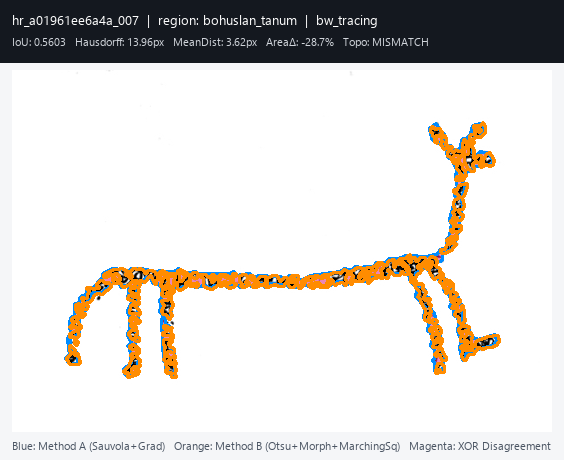 hr_a01961ee6a4a_007 | region: bohuslan_tanum | bw_tracing
IoU: 0.5603 Hausdorff: 13.96px MeanDist: 3.62px AreaΔ: -28.7% Topo: MISMATCH
Blue: Method A (Sauvola+Grad) Orange: Method B (Otsu+Morph+MarchingSq) Magenta: XOR Disagreement